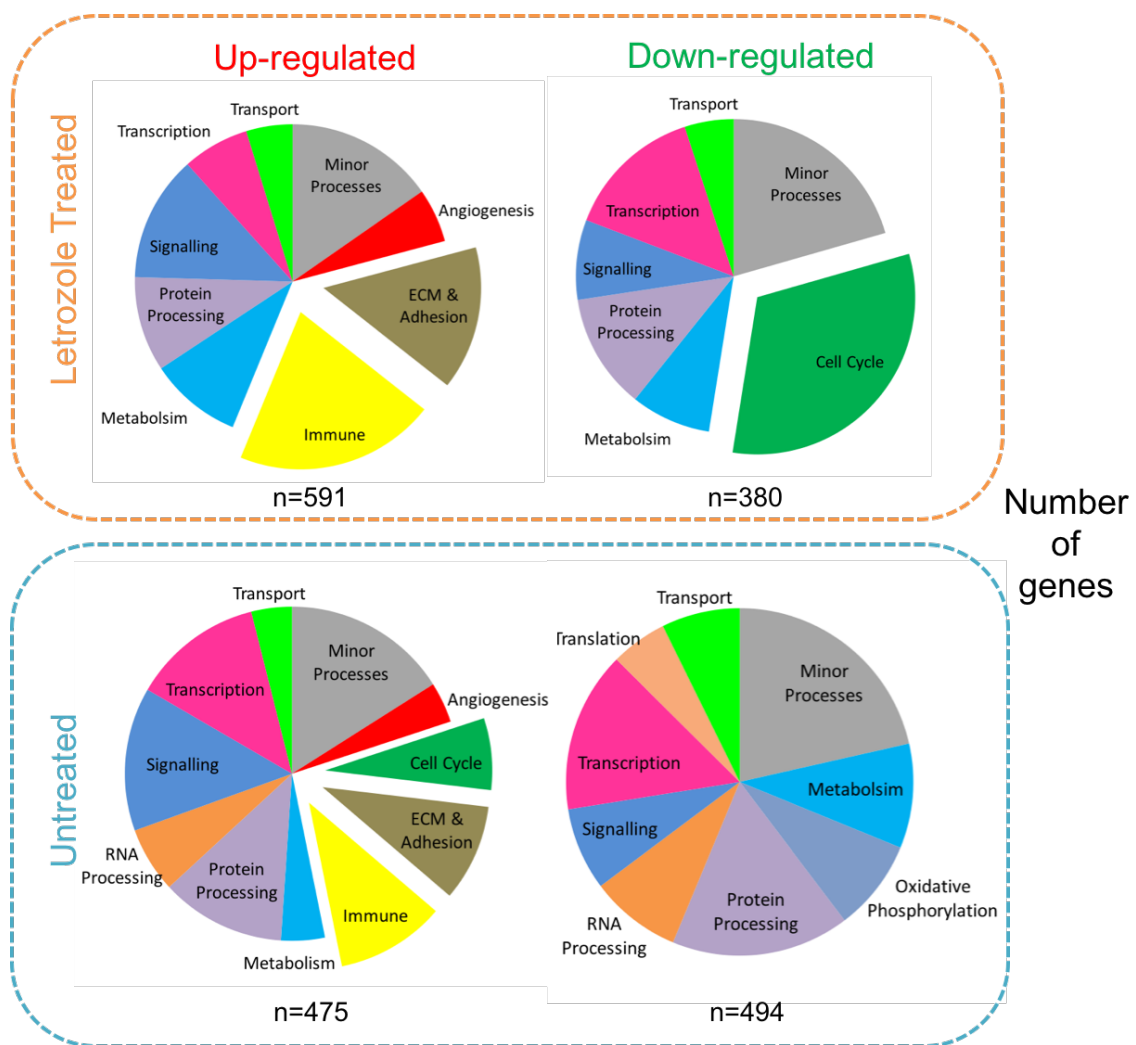 Up-regulated
Down-regulated
Letrozole Treated
Transport
Transcription
Minor
Processes
Angiogenesis
Signalling
ECM &
Adhesion
Protein
Processing
Metabolsim
Immune
n=591
Transport
Minor
Processes
Transcription
Signalling
Protein
Processing
Cell Cycle
Metabolsim
n=380
Number
of
genes
Untreated
Transport
Minor
Processes
Transcription
Angiogenesis
Signalling
Cell Cycle
ECM &
Adhesion
RNA
Processing
Protein
Processing
Immune
Metabolism
n=475
Transport
Translation
Minor
Processes
Transcription
Metabolsim
Signalling
Oxidative
Phosphorylation
Protein
Processing
RNA
Processing
n=494